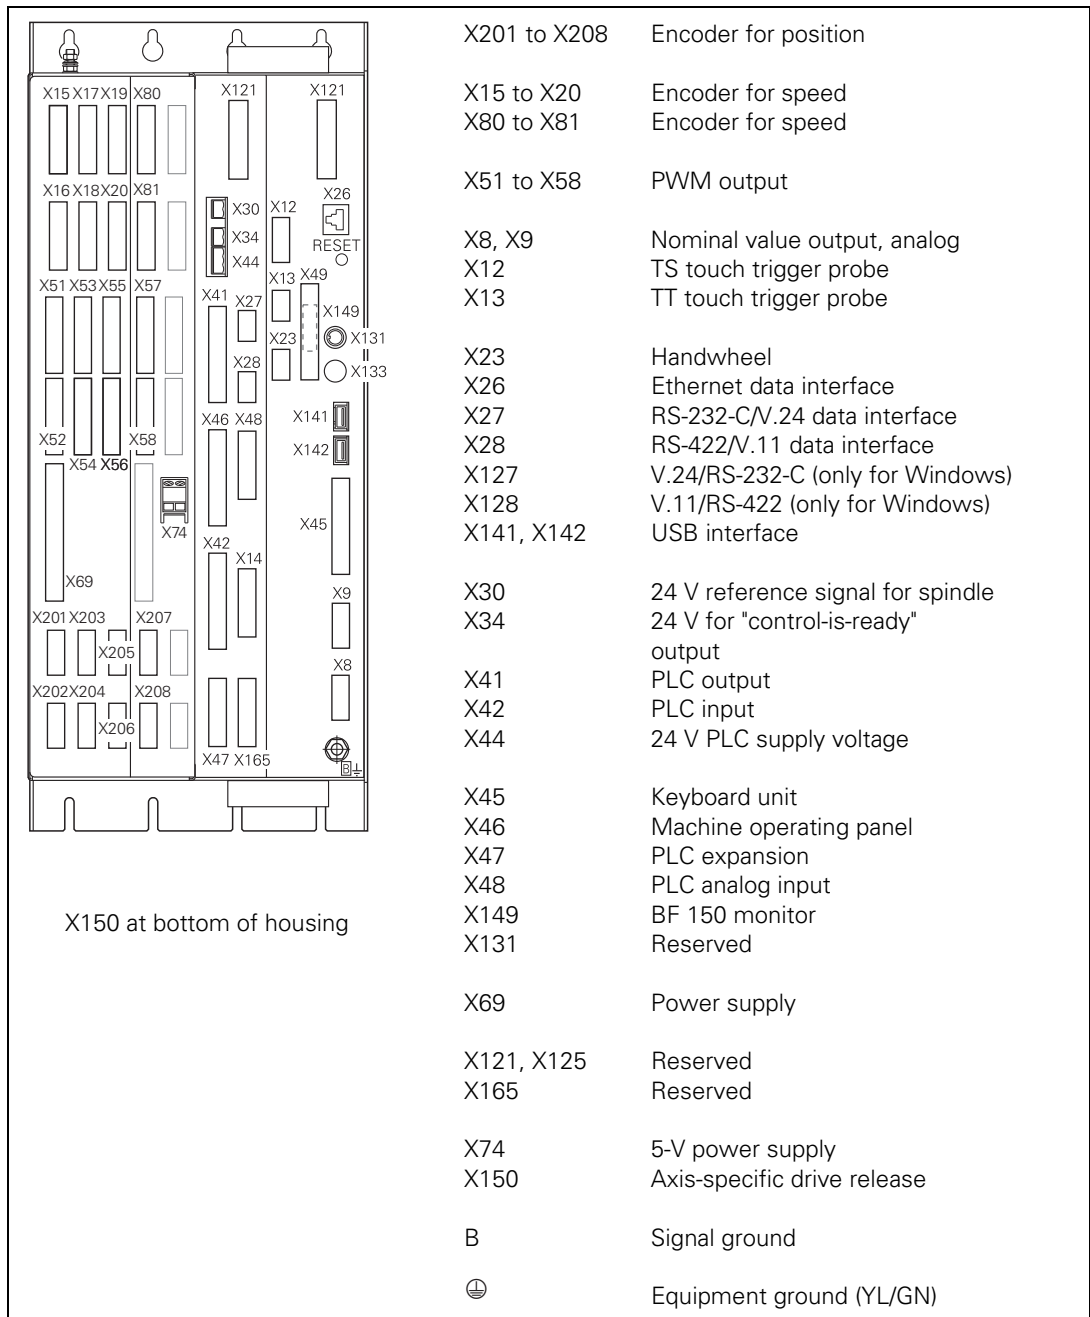 X15 X17 X19 X80 X121 X121
X16 X18 X20 X81 X30 X12 X26
X34 RESET
X44
X51 X53 X55 X57 X41 X27 X13 X49
X149
X23 X131
X28 X133
X46 X48 X141
X52 X58 X142
X54 X56
X74 X45
X42 X14
X69 X9
X201 X203 X207
X205
X8
X202 X204 X208
X206
X47 X165 B
X150 at bottom of housing
X201 to X208 Encoder for position
X15 to X20 Encoder for speed
X80 to X81 Encoder for speed
X51 to X58 PWM output
X8, X9 Nominal value output, analog
X12 TS touch trigger probe
X13 TT touch trigger probe
X23 Handwheel
X26 Ethernet data interface
X27 RS-232-C/V.24 data interface
X28 RS-422/V.11 data interface
X127 V.24/RS-232-C (only for Windows)
X128 V.11/RS-422 (only for Windows)
X141, X142 USB interface
X30 24 V reference signal for spindle
X34 24 V for "control-is-ready"
output
X41 PLC output
X42 PLC input
X44 24 V PLC supply voltage
X45 Keyboard unit
X46 Machine operating panel
X47 PLC expansion
X48 PLC analog input
X149 BF 150 monitor
X131 Reserved
X69 Power supply
X121, X125 Reserved
X165 Reserved
X74 5-V power supply
X150 Axis-specific drive release
B Signal ground
Equipment ground (YL/GN)